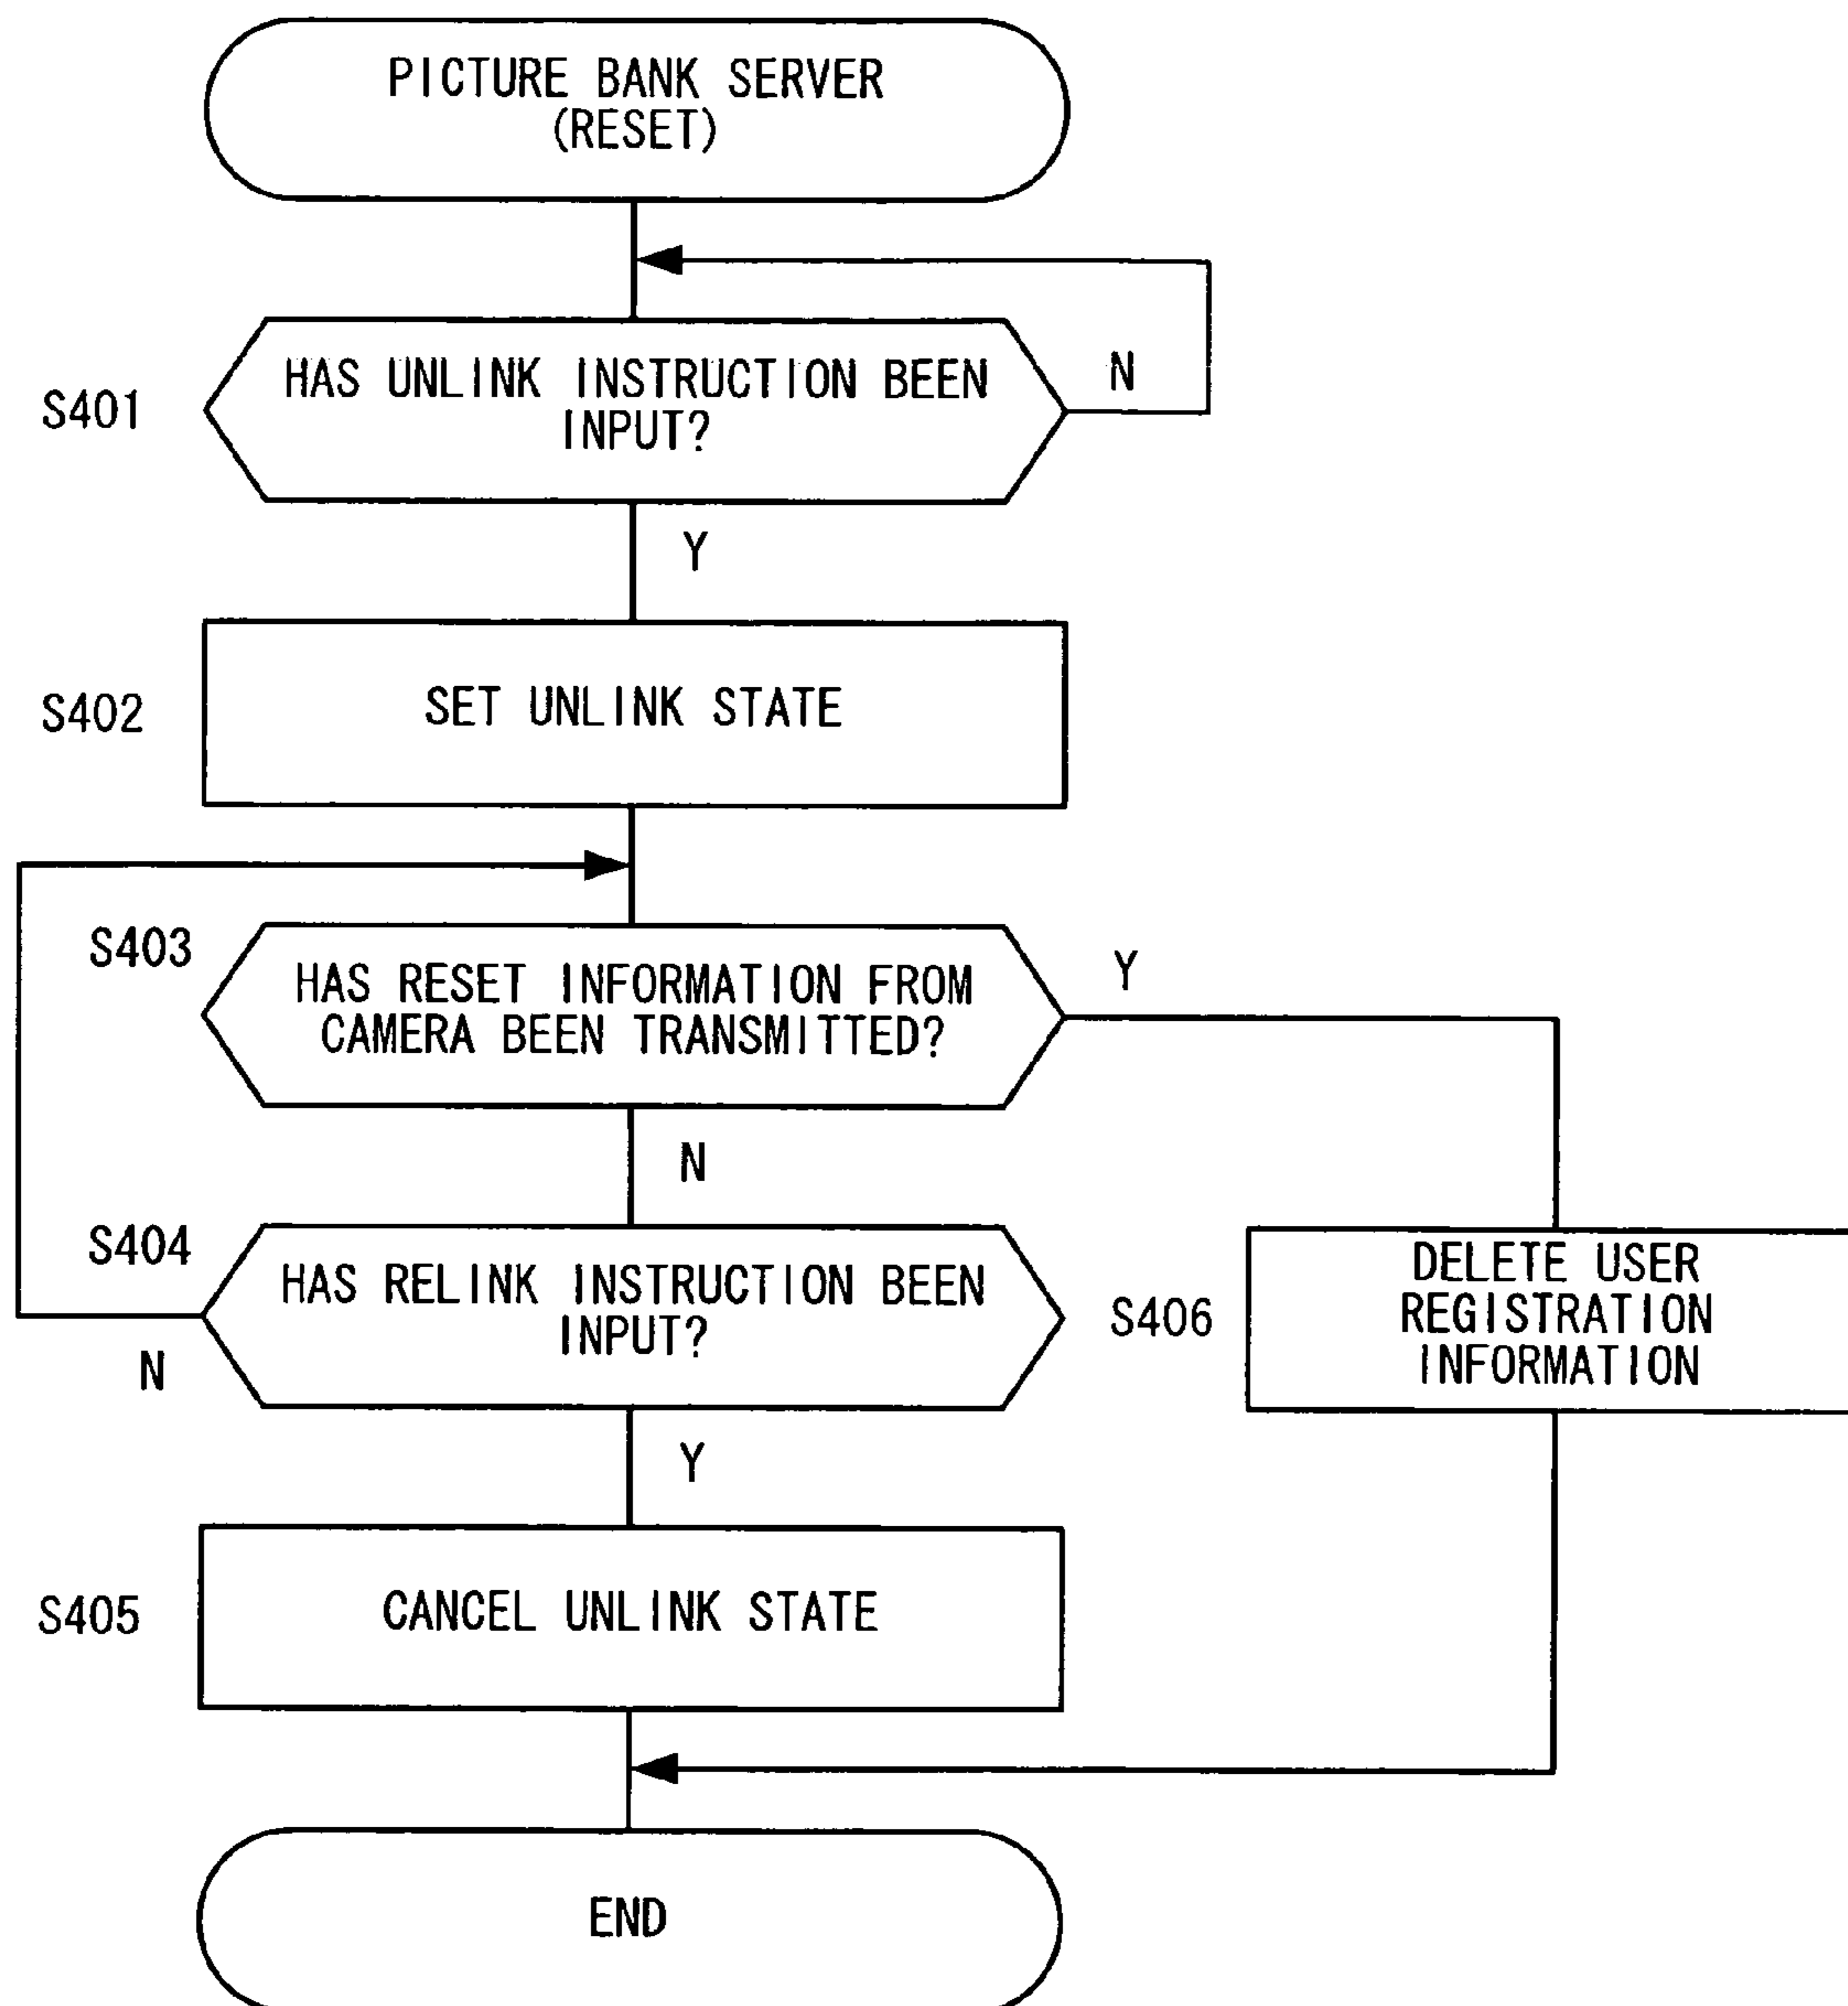 PICTURE BANK SERVER
(RESET)
S401
HAS UNLINK INSTRUCTION BEEN
INPUT?
N
Y
S402
SET UNLINK STATE
S403
HAS RESET INFORMATION FROM
CAMERA BEEN TRANSMITTED?
Y
N
S404
HAS RELINK INSTRUCTION BEEN
INPUT?
N
S406
DELETE USER
REGISTRATION
INFORMATION
Y
S405
CANCEL UNLINK STATE
END